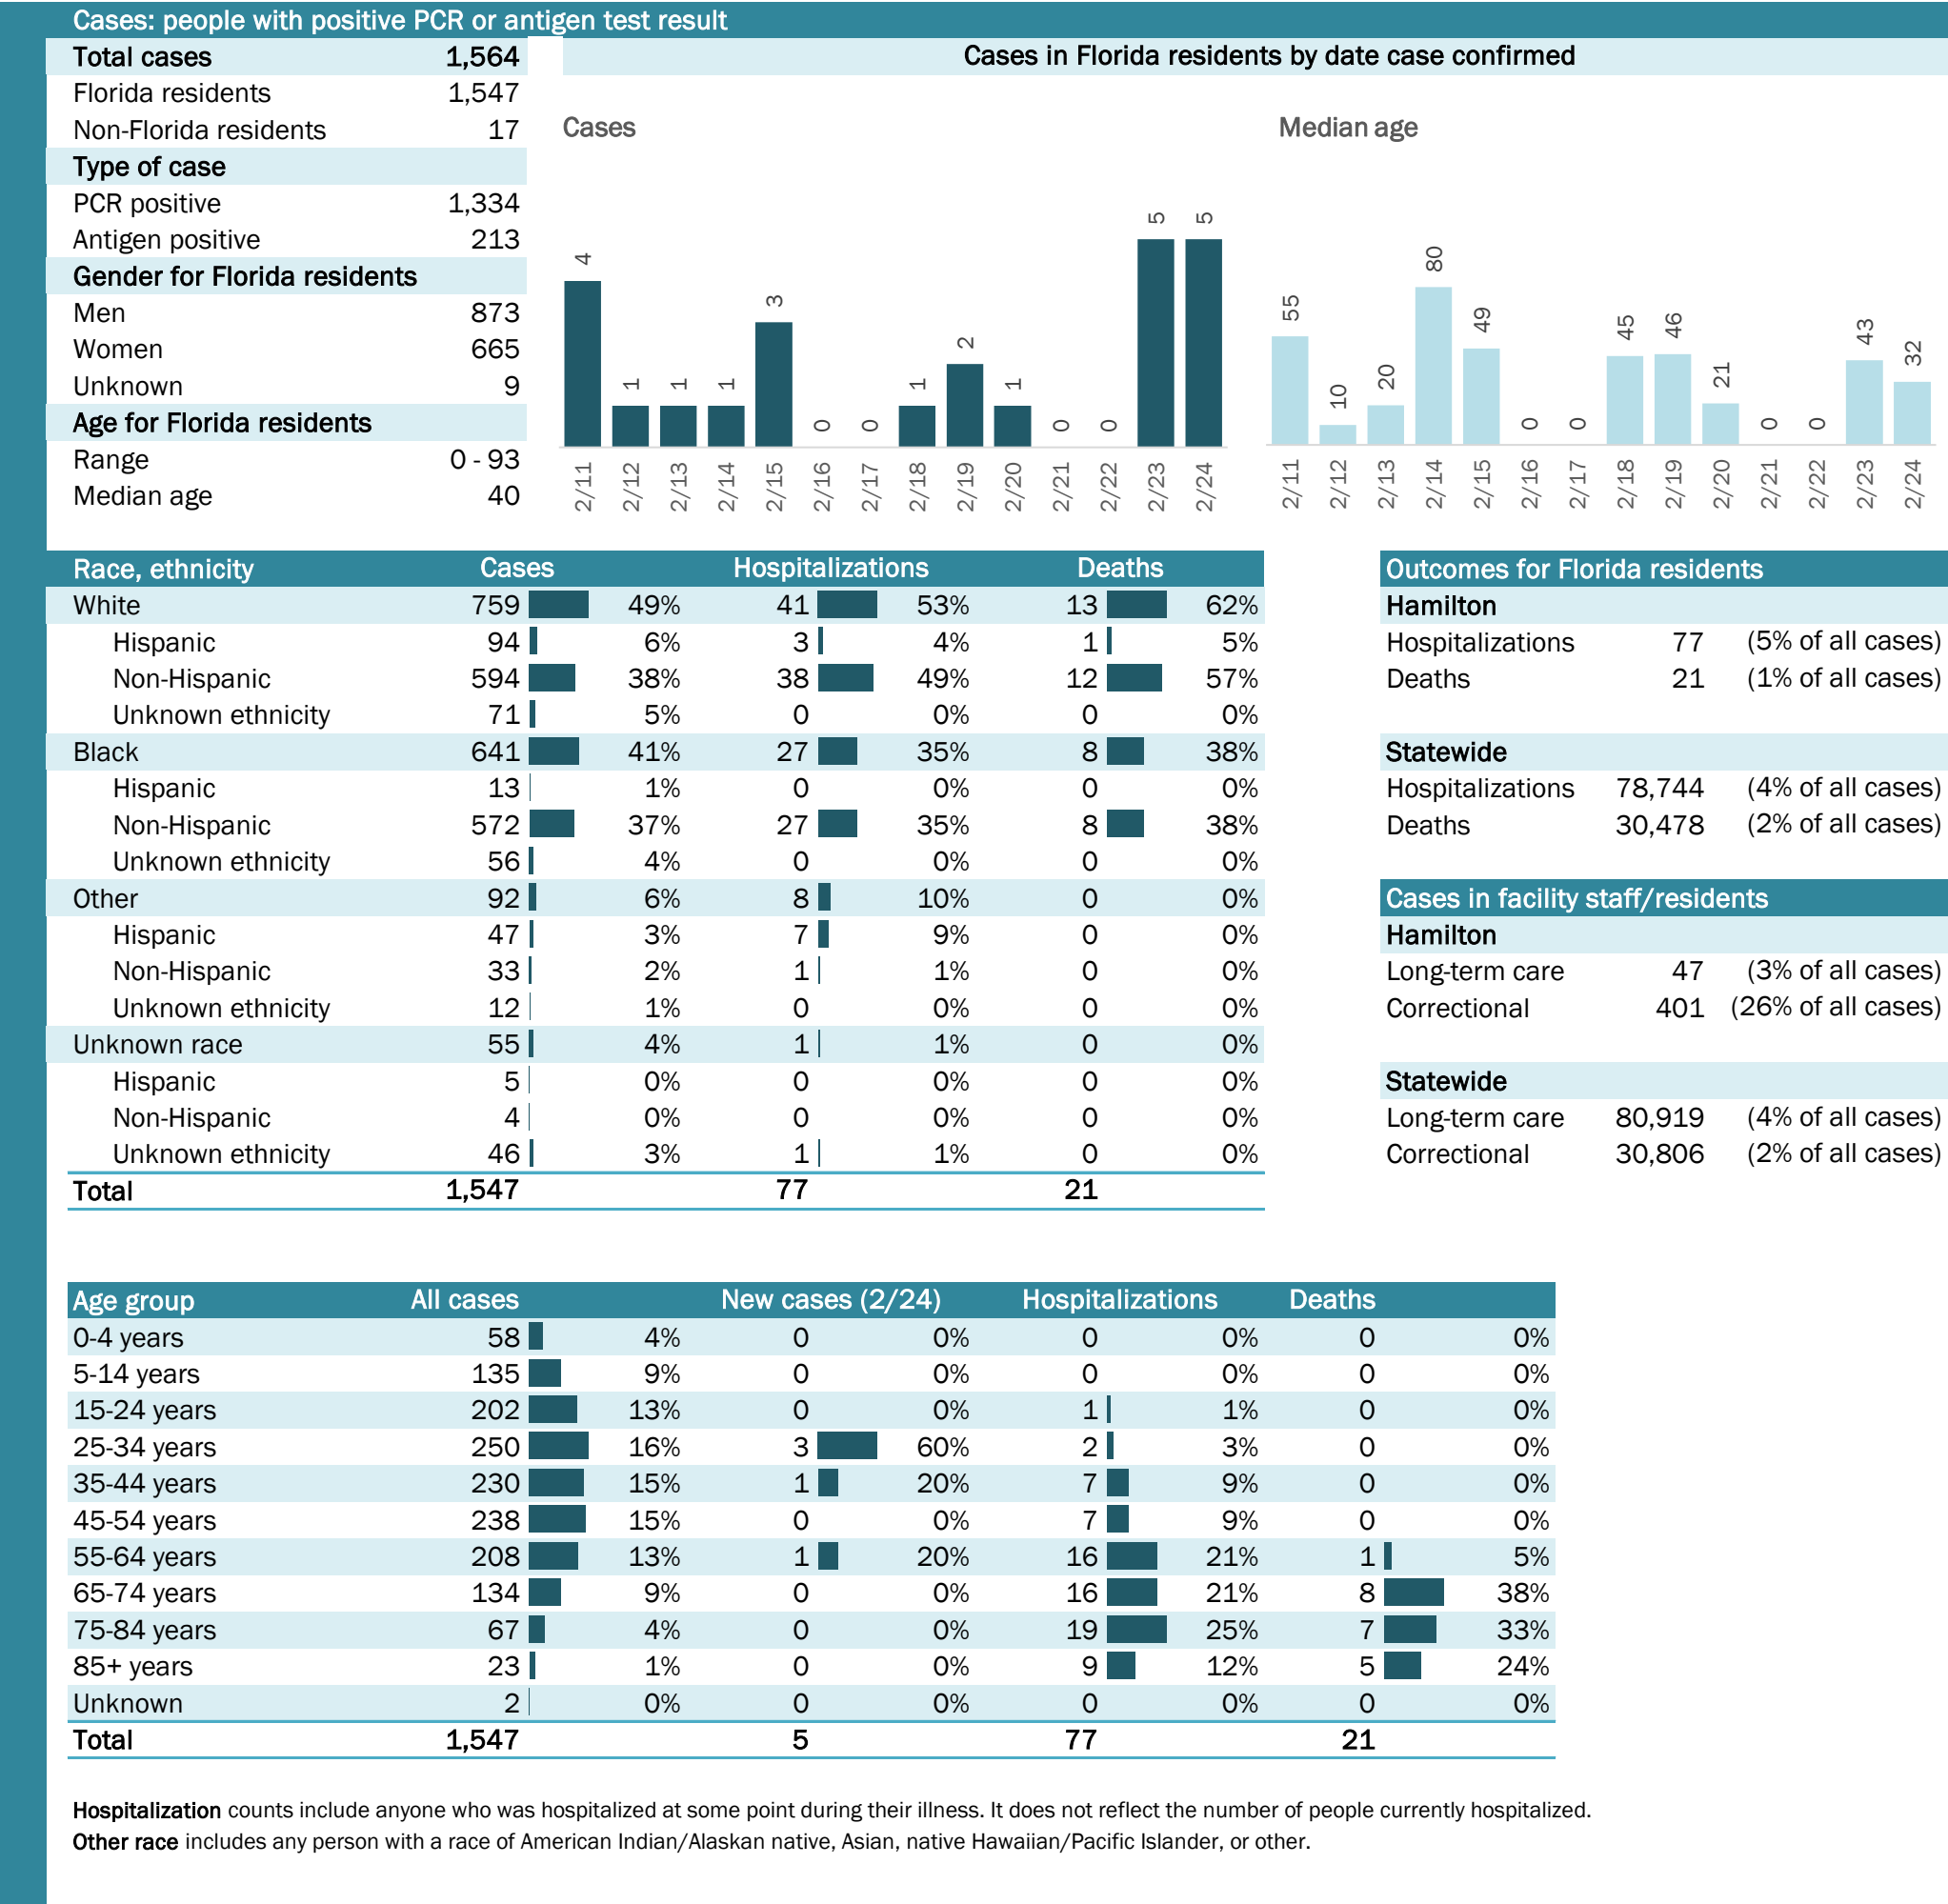 Cases: people with positive PCR or antigen test result
Total cases 1,564
Florida residents 1,547
Non-Florida residents 17
Type of case
PCR positive 1,334
Antigen positive 213
Gender for Florida residents
Men 873
Women 665
Unknown 9
Age for Florida residents
Range 0 - 93
Median age 40
Cases in Florida residents by date case confirmed
Cases
4 1 1 1 3 0 0 1 2 1 0 0 5 5
2/11 2/12 2/13 2/14 2/15 2/16 2/17 2/18 2/19 2/20 2/21 2/22 2/23 2/24
Median age
55 10 20 80 49 0 0 45 46 21 0 0 43 32
2/11 2/12 2/13 2/14 2/15 2/16 2/17 2/18 2/19 2/20 2/21 2/22 2/23 2/24
Race, ethnicity Cases Hospitalizations Deaths
White 759 49% 41 53% 13 62%
Hispanic 94 6% 3 4% 1 5%
Non-Hispanic 594 38% 38 49% 12 57%
Unknown ethnicity 71 5% 0 0% 0 0%
Black 641 41% 27 35% 8 38%
Hispanic 13 1% 0 0% 0 0%
Non-Hispanic 572 37% 27 35% 8 38%
Unknown ethnicity 56 4% 0 0% 0 0%
Other 92 6% 8 10% 0 0%
Hispanic 47 3% 7 9% 0 0%
Non-Hispanic 33 2% 1 1% 0 0%
Unknown ethnicity 12 1% 0 0% 0 0%
Unknown race 55 4% 1 1% 0 0%
Hispanic 5 0% 0 0% 0 0%
Non-Hispanic 4 0% 0 0% 0 0%
Unknown ethnicity 46 3% 1 1% 0 0%
Total 1,547 77 21
Outcomes for Florida residents
Hamilton
Hospitalizations 77 (5% of all cases)
Deaths 21 (1% of all cases)
Statewide
Hospitalizations 78,744 (4% of all cases)
Deaths 30,478 (2% of all cases)
Cases in facility staff/residents
Hamilton
Long-term care 47 (3% of all cases)
Correctional 401 (26% of all cases)
Statewide
Long-term care 80,919 (4% of all cases)
Correctional 30,806 (2% of all cases)
Age group All cases New cases (2/24) Hospitalizations Deaths
0-4 years 58 4% 0 0% 0 0% 0 0%
5-14 years 135 9% 0 0% 0 0% 0 0%
15-24 years 202 13% 0 0% 1 1% 0 0%
25-34 years 250 16% 3 60% 2 3% 0 0%
35-44 years 230 15% 1 20% 7 9% 0 0%
45-54 years 238 15% 0 0% 7 9% 0 0%
55-64 years 208 13% 1 20% 16 21% 1 5%
65-74 years 134 9% 0 0% 16 21% 8 38%
75-84 years 67 4% 0 0% 19 25% 7 33%
85+ years 23 1% 0 0% 9 12% 5 24%
Unknown 2 0% 0 0% 0 0% 0 0%
Total 1,547 5 77 21
Hospitalization counts include anyone who was hospitalized at some point during their illness. It does not reflect the number of people currently hospitalized.
Other race includes any person with a race of American Indian/Alaskan native, Asian, native Hawaiian/Pacific Islander, or other.